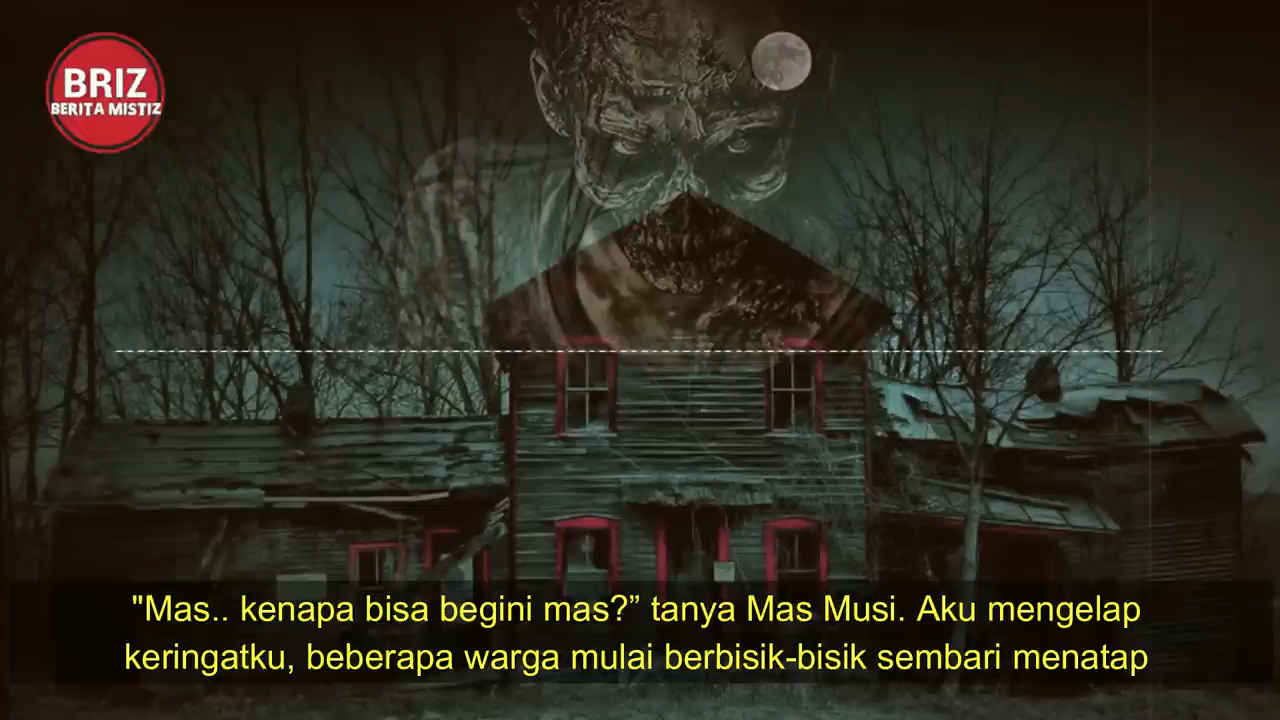 BRIZ
BERITA MISTIZ
"Mas.. kenapa bisa begini mas?” tanya Mas Musi. Aku mengelap
keringatku, beberapa warga mulai berbisik-bisik sembari menatap